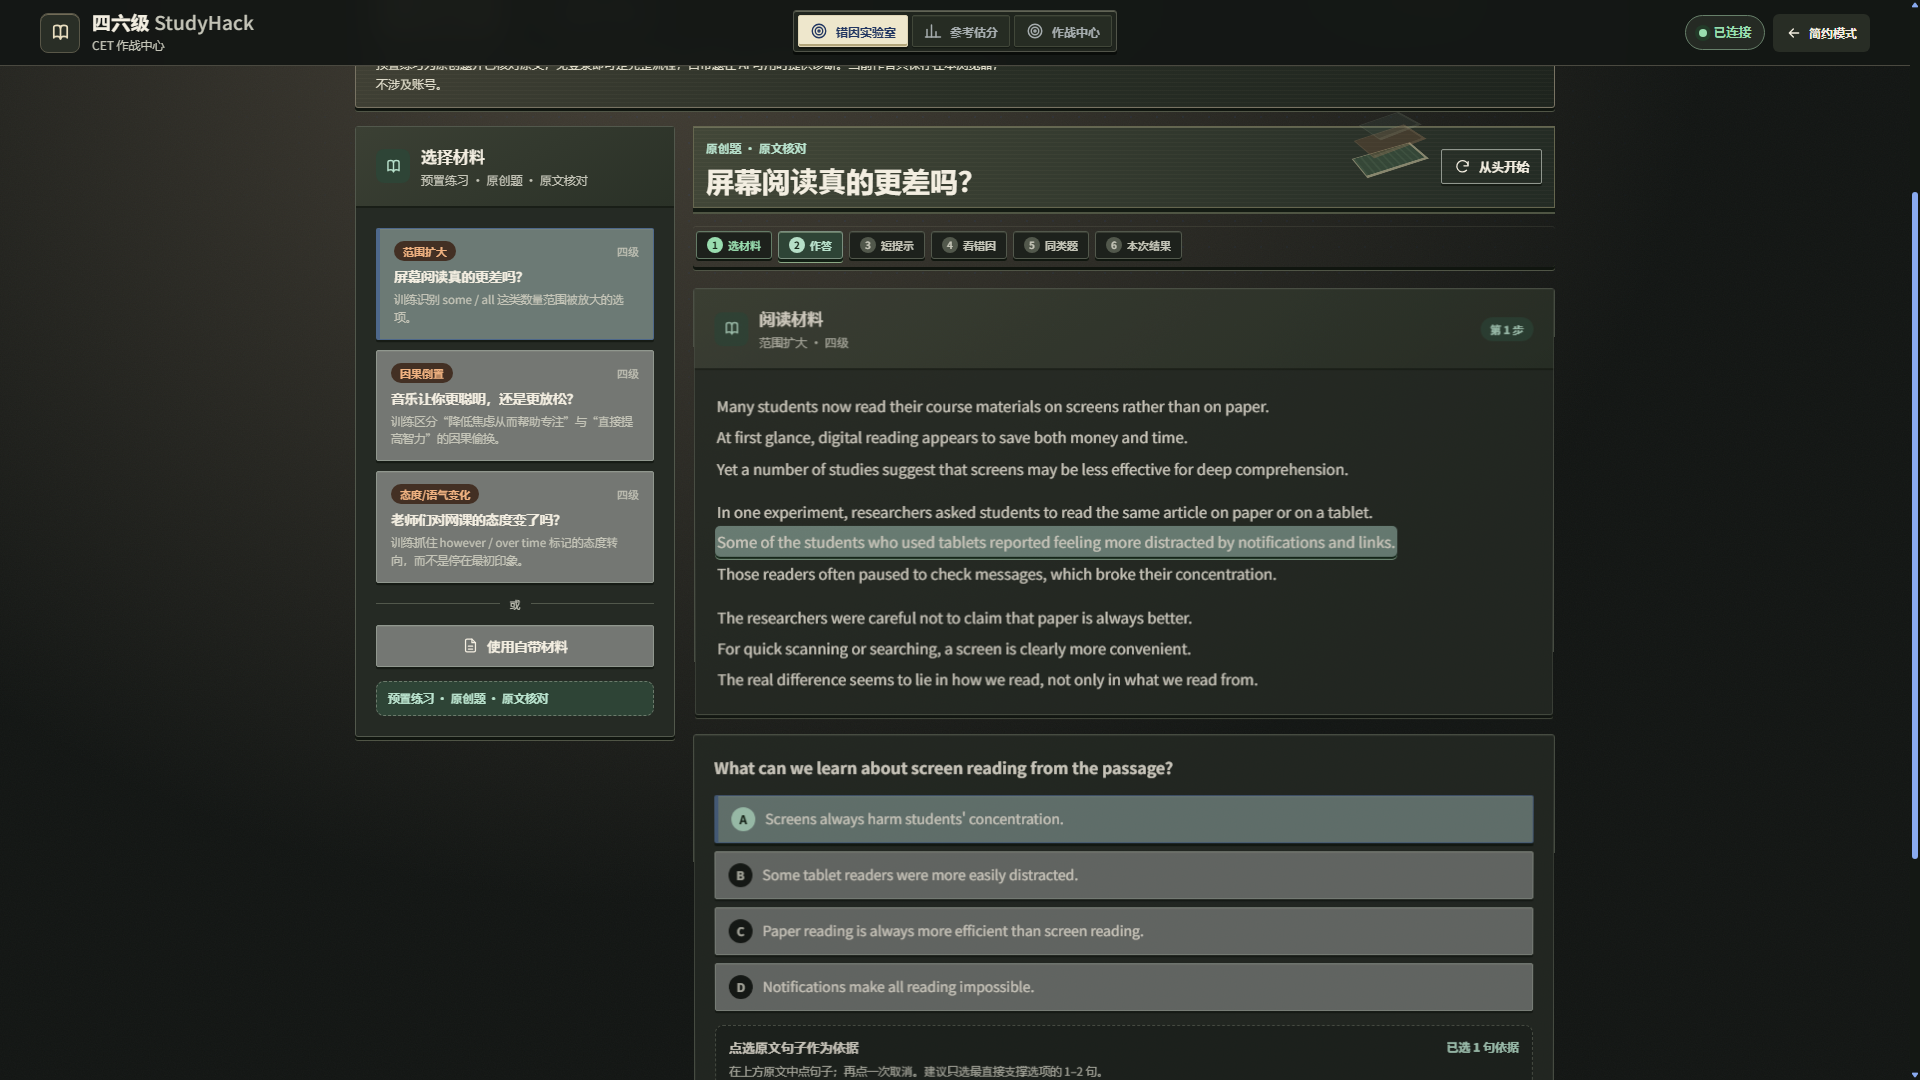 四六级 StudyHack
CET 作战中心
错因实验室
参考估分
作战中心
已连接
简约模式
不涉及账号。
选择材料
预置练习 • 原创题 • 原文核对
范围扩大
四级
屏幕阅读真的更差吗？
训练识别 some / all 这类数量范围被放大的选
项。
因果倒置
四级
音乐让你更聪明，还是更放松？
训练区分“降低焦虑从而帮助专注”与“直接提
高智力”的因果偷换。
态度/语气变化
四级
老师们对网课的态度变了吗？
训练抓住 however / over time 标记的态度转
向，而不是停在最初印象。
或
使用自带材料
预置练习 • 原创题 • 原文核对
原创题 • 原文核对
屏幕阅读真的更差吗？
从头开始
1 选材料
2 作答
3 短提示
4 看错因
5 同类题
6 本次结果
阅读材料
范围扩大 • 四级
第 1 步
Many students now read their course materials on screens rather than on paper.
At first glance, digital reading appears to save both money and time.
Yet a number of studies suggest that screens may be less effective for deep comprehension.
In one experiment, researchers asked students to read the same article on paper or on a tablet.
Some of the students who used tablets reported feeling more distracted by notifications and links.
Those readers often paused to check messages, which broke their concentration.
The researchers were careful not to claim that paper is always better.
For quick scanning or searching, a screen is clearly more convenient.
The real difference seems to lie in how we read, not only in what we read from.
What can we learn about screen reading from the passage?
A Screens always harm students' concentration.
B Some tablet readers were more easily distracted.
C Paper reading is always more efficient than screen reading.
D Notifications make all reading impossible.
点选原文句子作为依据
已选 1 句依据
在上方原文中点句子；再点一次取消。建议只选最直接支撑选项的 1–2 句。